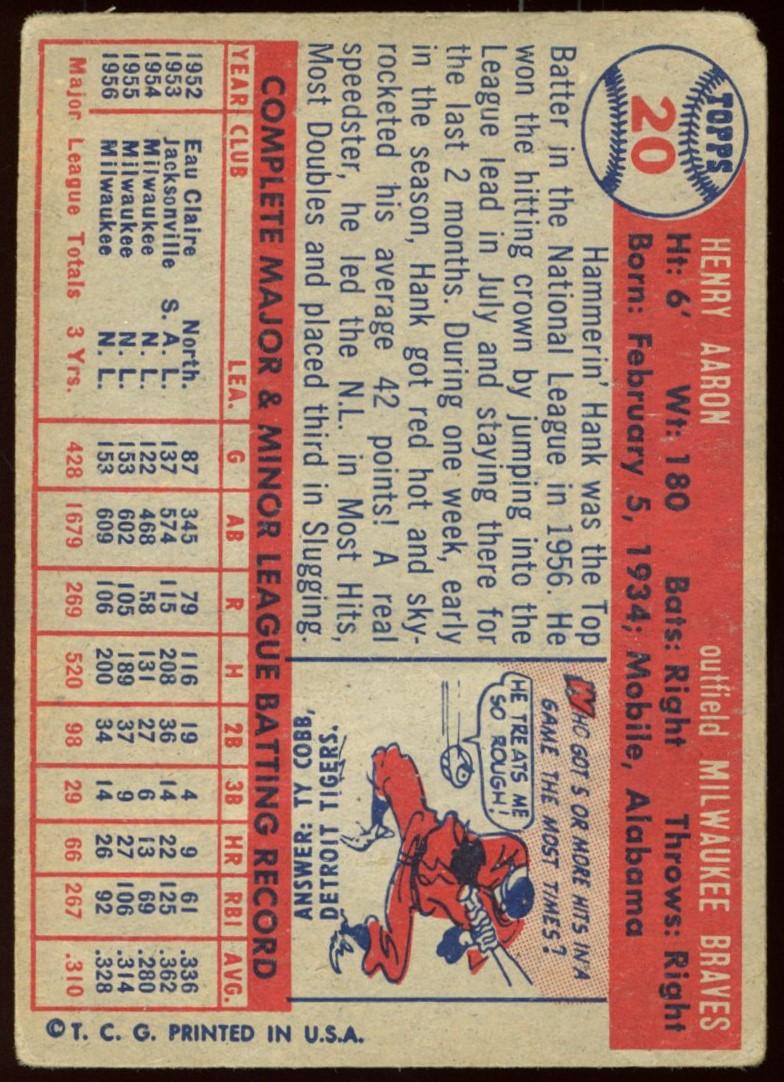 TOPPS
20
HENRY AARON outfield MILWAUKEE BRAVES
Ht: 6' Wt: 180 Bats: Right Throws: Right
Born: February 5, 1934; Mobile, Alabama
Hammerin' Hank was the Top
Batter in the National League in 1956. He
won the hitting crown by jumping into the
League lead in July and staying there for
the last 2 months. During one week, early
in the season, Hank got red hot and sky-
rocketed his average 42 points! A real
speedster, he led the N.L. in Most Hits,
Most Doubles and placed third in Slugging.
WHO GOT 5 OR MORE HITS IN A
GAME THE MOST TIMES?
HE TREATS ME
SO ROUGH!
ANSWER: TY COBB,
DETROIT TIGERS.
COMPLETE MAJOR & MINOR LEAGUE BATTING RECORD
YEAR CLUB LEA. G AB R H 2B 3B HR RBI AVG.
1952 Eau Claire North. 87 345 79 116 19 4 9 61 .336
1953 Jacksonville S. A. L. 137 574 115 208 36 14 22 125 .362
1954 Milwaukee N. L. 122 468 58 131 27 6 13 69 .280
1955 Milwaukee N. L. 153 602 105 189 37 9 27 106 .314
1956 Milwaukee N. L. 153 609 106 200 34 14 26 92 .328
Major League Totals 3 Yrs. 428 1679 269 520 98 29 66 267 .310
© T. C. G. PRINTED IN U.S.A.